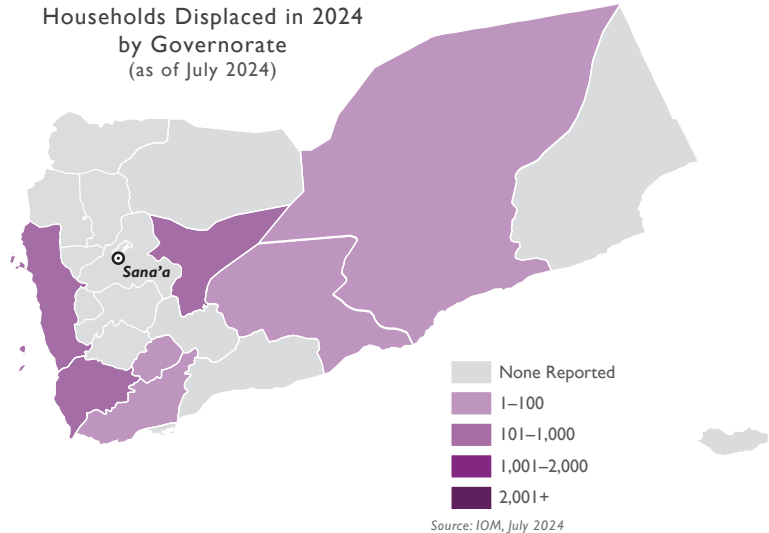 Households Displaced in 2024
by Governorate
(as of July 2024)
Sana’a
None Reported
1–100
101–1,000
1,001–2,000
2,001+
Source: IOM, July 2024